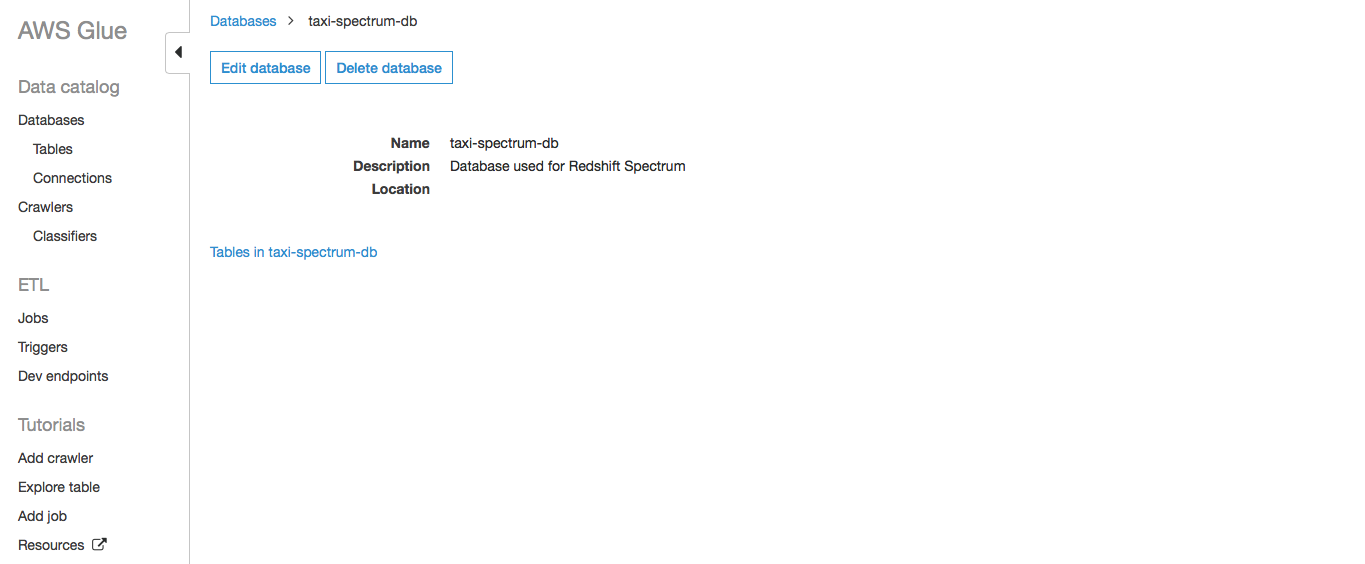 AWS Glue
Data catalog
Databases
Tables
Connections
Crawlers
Classifiers
ETL
Jobs
Triggers
Dev endpoints
Tutorials
Add crawler
Explore table
Add job
Resources
Databases > taxi-spectrum-db
Edit database Delete database
Name taxi-spectrum-db
Description Database used for Redshift Spectrum
Location
Tables in taxi-spectrum-db